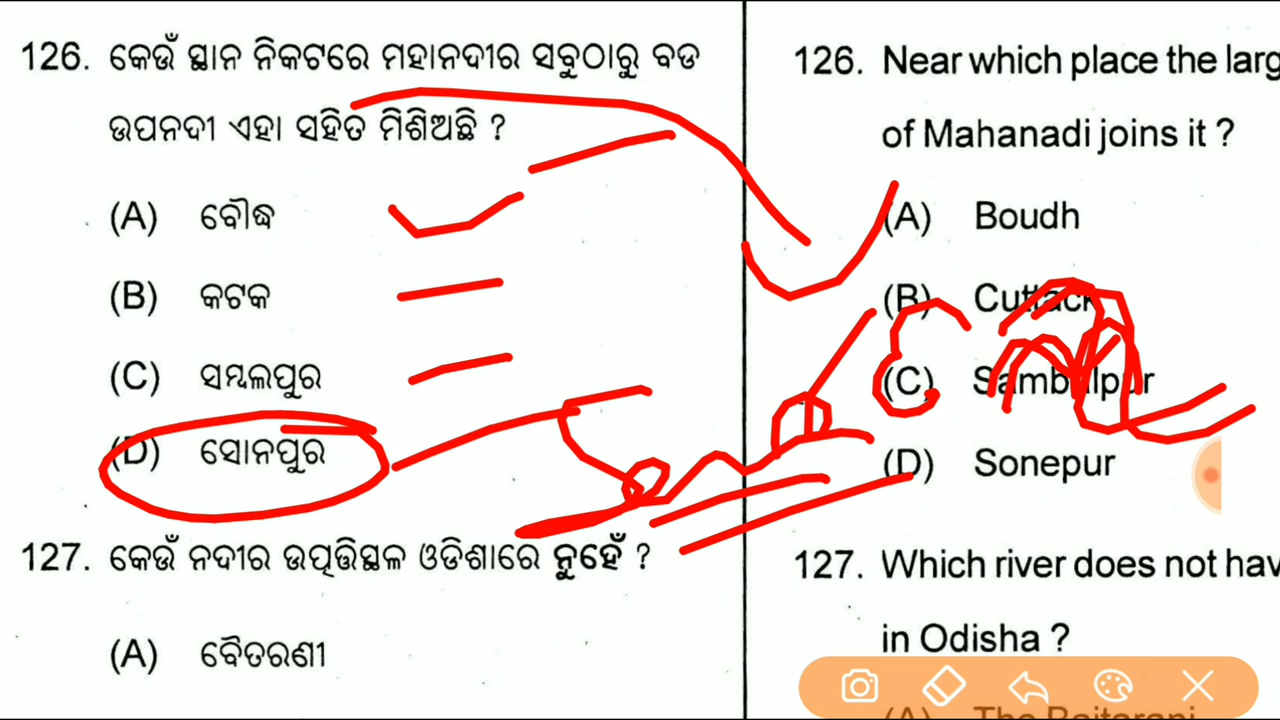 126. କେଉଁ ସ୍ଥାନ ନିକଟରେ ମହାନଦୀର ସବୁଠାରୁ ବଡ
ଉପନଦୀ ଏହା ସହିତ ମିଶିଅଛି ?
(A) ବୌଦ୍ଧ
(B) କଟକ
(C) ସମ୍ବଲପୁର
(D) ସୋନପୁର
127. କେଉଁ ନଦୀର ଉତ୍ପତ୍ତିସ୍ଥଳ ଓଡିଶାରେ ନୁହେଁ ?
(A) ବୈତରଣୀ
126. Near which place the larg
of Mahanadi joins it ?
(A) Boudh
(B) Cuttack
(C) Sambalpur
(D) Sonepur
127. Which river does not hav
in Odisha ?
(A) The Baitarani